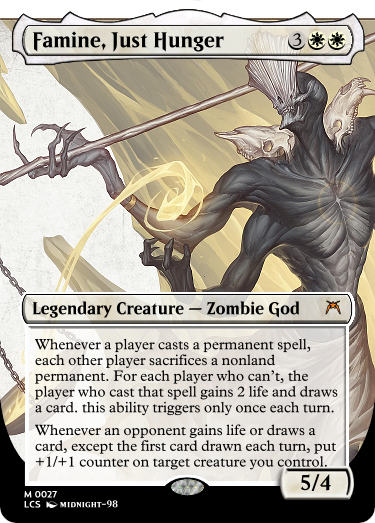 Famine, Just Hunger 3
Legendary Creature — Zombie God
Whenever a player casts a permanent spell,
each other player sacrifices a nonland
permanent. For each player who can't, the
player who cast that spell gains 2 life and draws
a card. this ability triggers only once each turn.
Whenever an opponent gains life or draws a
card, except the first card drawn each turn, put
+1/+1 counter on target creature you control.
5/4
M 0027
LCS MIDNIGHT-98